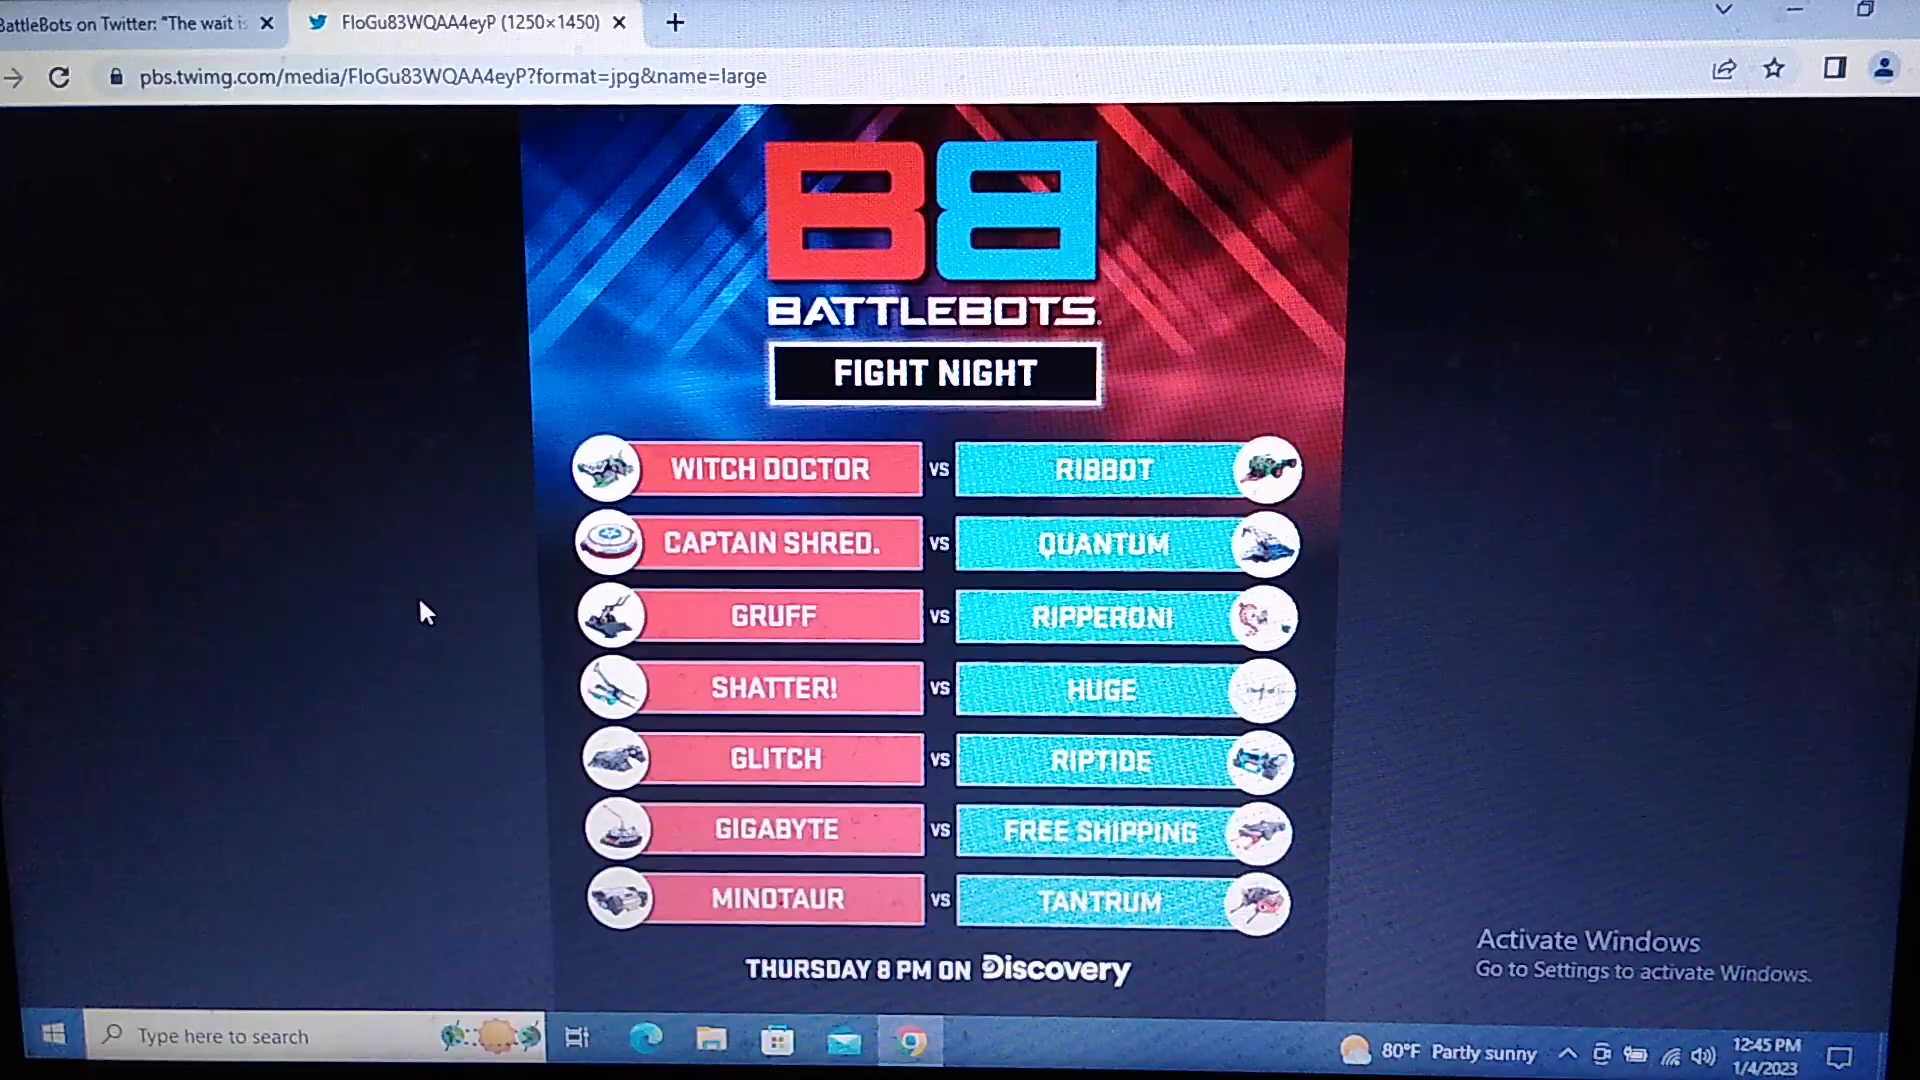 BattleBots on Twitter: "The wait is
FloGu83WQAA4eyP (1250×1450)
pbs.twimg.com/media/FloGu83WQAA4eyP?format=jpg&name=large
BB
BATTLEBOTS
FIGHT NIGHT
WITCH DOCTOR VS RIBBOT
CAPTAIN SHRED. VS QUANTUM
GRUFF VS RIPPERONI
SHATTER! VS HUGE
GLITCH VS RIPTIDE
GIGABYTE VS FREE SHIPPING
MINOTAUR VS TANTRUM
THURSDAY 8 PM ON Discovery
Activate Windows
Go to Settings to activate Windows.
Type here to search
80°F Partly sunny
12:45 PM
1/4/2023